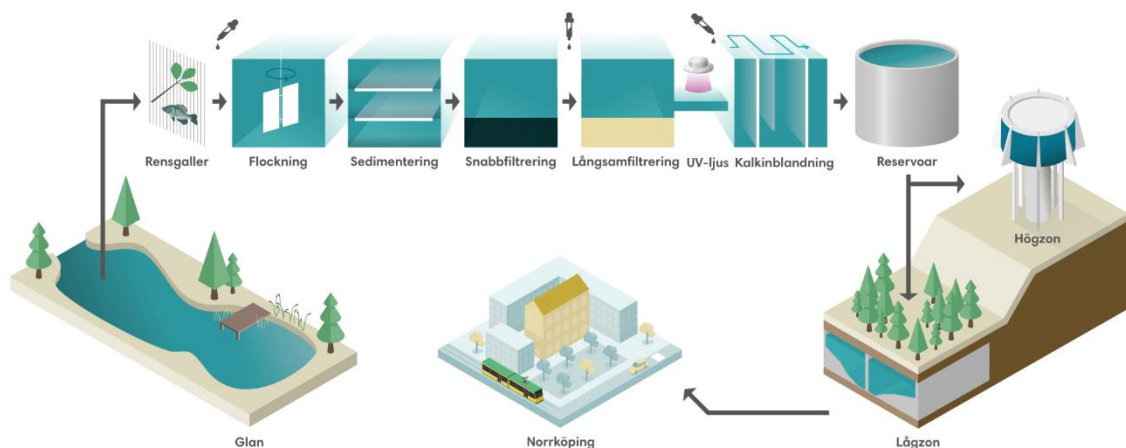 Rensgaller
Flockning
Sedimentering
Snabbfiltrering
Långsamfiltrering
UV-ljus
Kalkinblandning
Reservoar
Högzon
Glan
Norrköping
Lågzon